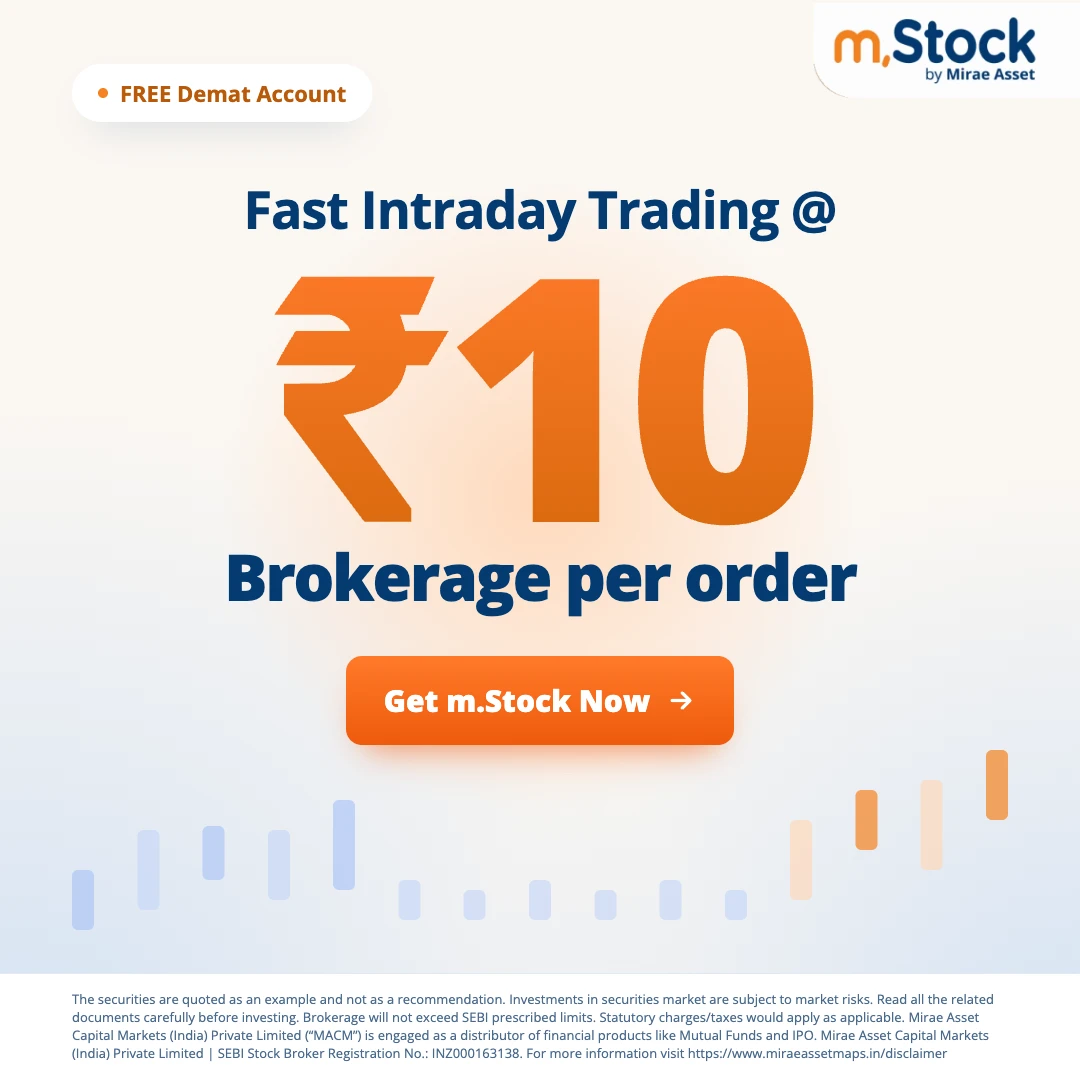 m.Stock
by Mirae Asset
FREE Demat Account
Fast Intraday Trading @
₹10
Brokerage per order
Get m.Stock Now →
The securities are quoted as an example and not as a recommendation. Investments in securities market are subject to market risks. Read all the related
documents carefully before investing. Brokerage will not exceed SEBI prescribed limits. Statutory charges/taxes would apply as applicable. Mirae Asset
Capital Markets (India) Private Limited (“MACM”) is engaged as a distributor of financial products like Mutual Funds and IPO. Mirae Asset Capital Markets
(India) Private Limited | SEBI Stock Broker Registration No.: INZ000163138. For more information visit https://www.miraeassetmaps.in/disclaimer